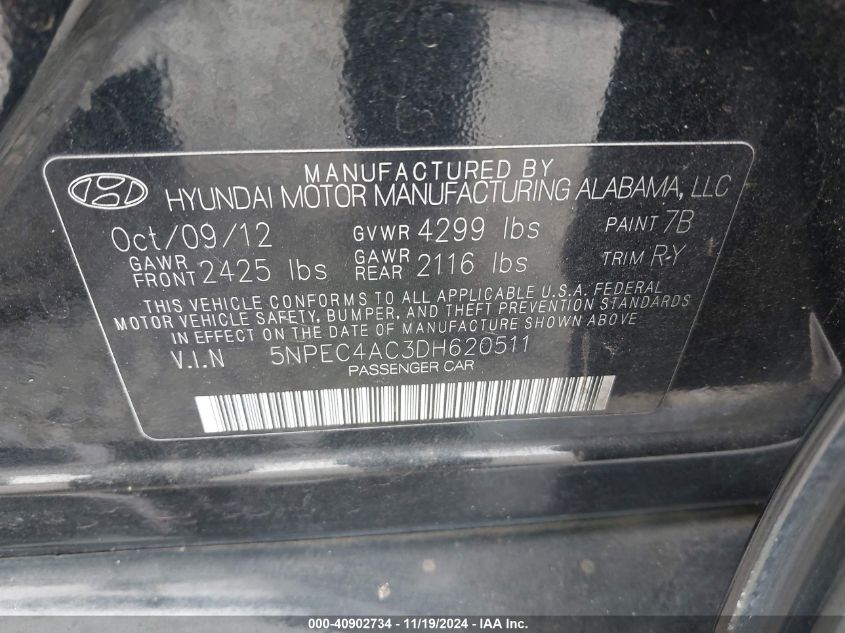 MANUFACTURED BY
HYUNDAI MOTOR MANUFACTURING ALABAMA, LLC
Oct/09/12 GVWR 4299 lbs PAINT 7B
GAWR FRONT 2425 lbs GAWR REAR 2116 lbs TRIM R-Y
THIS VEHICLE CONFORMS TO ALL APPLICABLE U.S.A. FEDERAL
MOTOR VEHICLE SAFETY, BUMPER, AND THEFT PREVENTION STANDARDS
IN EFFECT ON THE DATE OF MANUFACTURE SHOWN ABOVE
V.I.N 5NPEC4AC3DH620511
PASSENGER CAR
000-40902734 - 11/19/2024 - IAA, Inc.